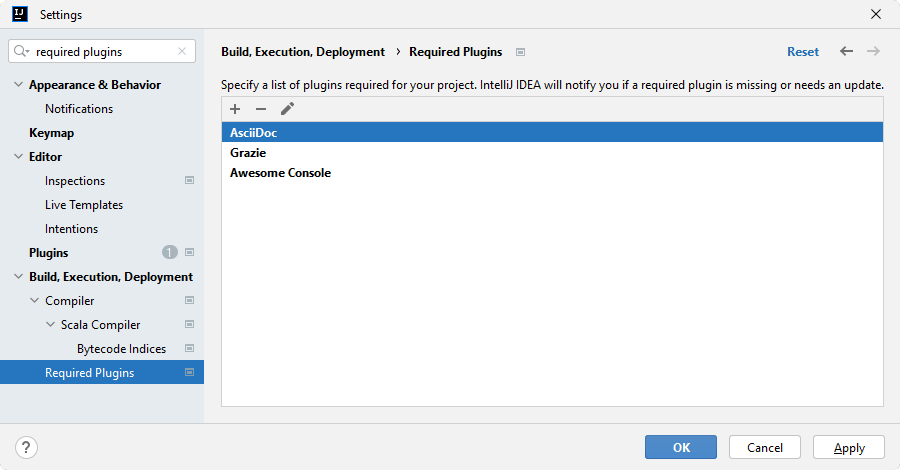 IJ Settings
required plugins
Appearance & Behavior
Notifications
Keymap
Editor
Inspections
Live Templates
Intentions
Plugins 1
Build, Execution, Deployment
Compiler
Scala Compiler
Bytecode Indices
Required Plugins
Build, Execution, Deployment › Required Plugins Reset
Specify a list of plugins required for your project. IntelliJ IDEA will notify you if a required plugin is missing or needs an update.
AsciiDoc
Grazie
Awesome Console
? OK Cancel Apply